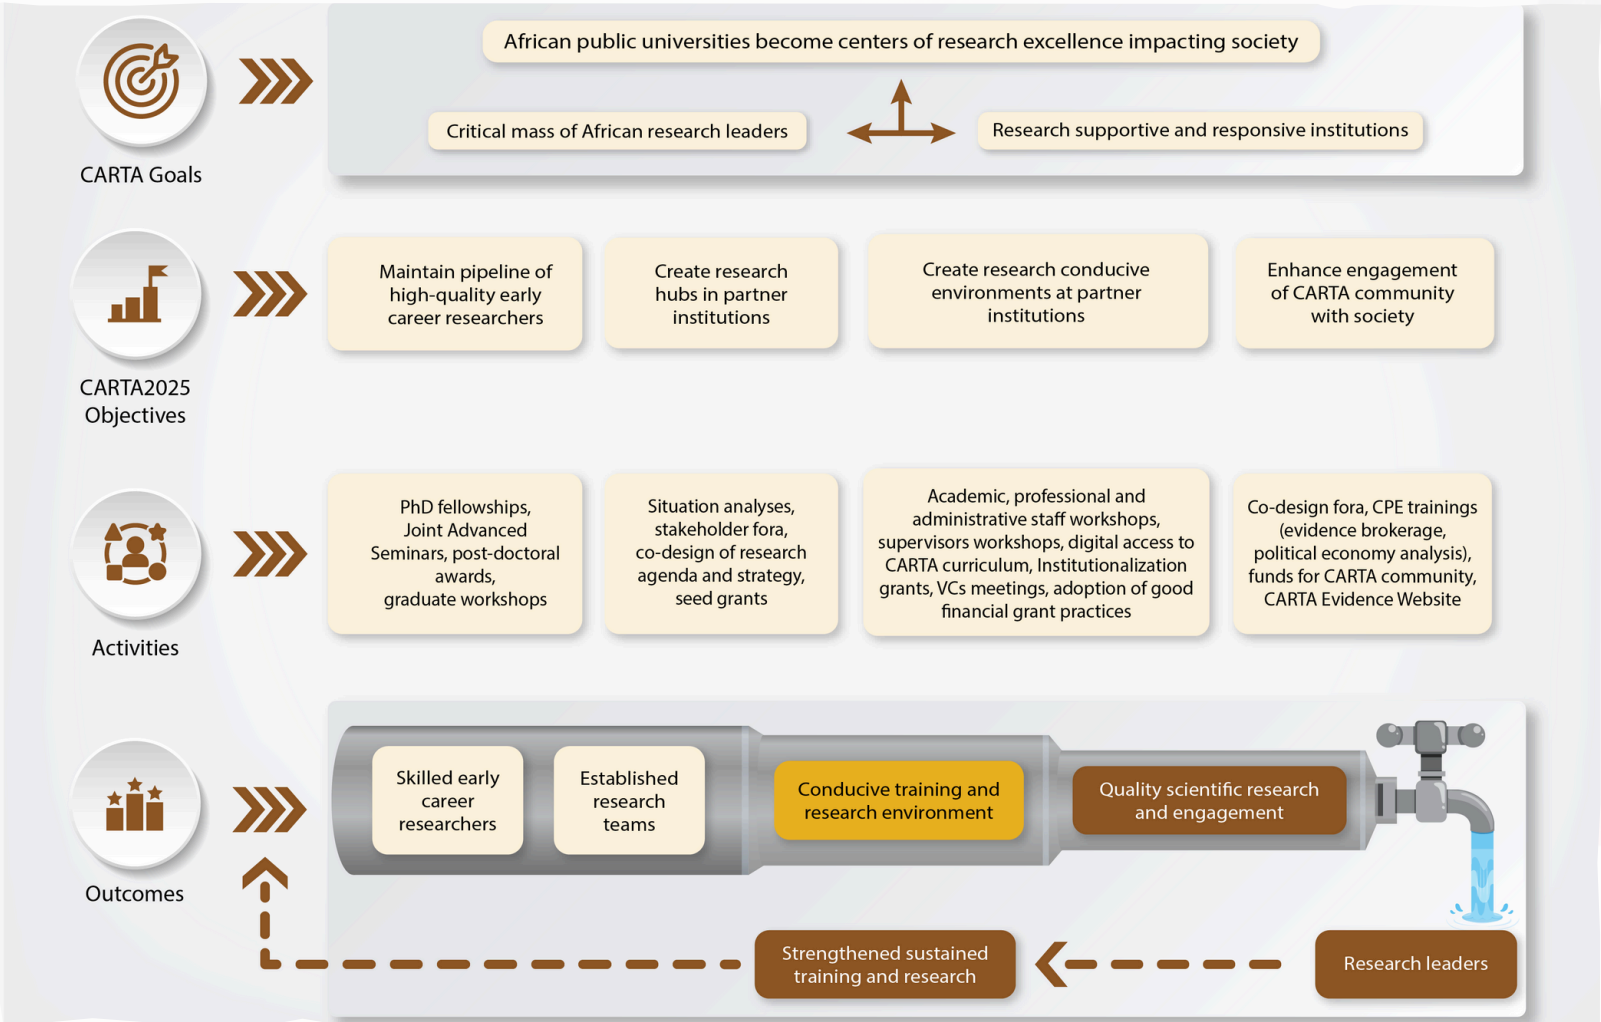 African public universities become centers of research excellence impacting society
Critical mass of African research leaders
Research supportive and responsive institutions
CARTA Goals
Maintain pipeline of
high-quality early
career researchers
Create research
hubs in partner
institutions
Create research conducive
environments at partner
institutions
Enhance engagement
of CARTA community
with society
CARTA2025
Objectives
PhD fellowships,
Joint Advanced
Seminars, post-doctoral
awards,
graduate workshops
Situation analyses,
stakeholder fora,
co-design of research
agenda and strategy,
seed grants
Academic, professional and
administrative staff workshops,
supervisors workshops, digital access to
CARTA curriculum, Institutionalization
grants, VCs meetings, adoption of good
financial grant practices
Co-design fora, CPE trainings
(evidence brokerage,
political economy analysis),
funds for CARTA community,
CARTA Evidence Website
Activities
Skilled early
career
researchers
Established
research
teams
Conducive training and
research environment
Quality scientific research
and engagement
Outcomes
Strengthened sustained
training and research
Research leaders